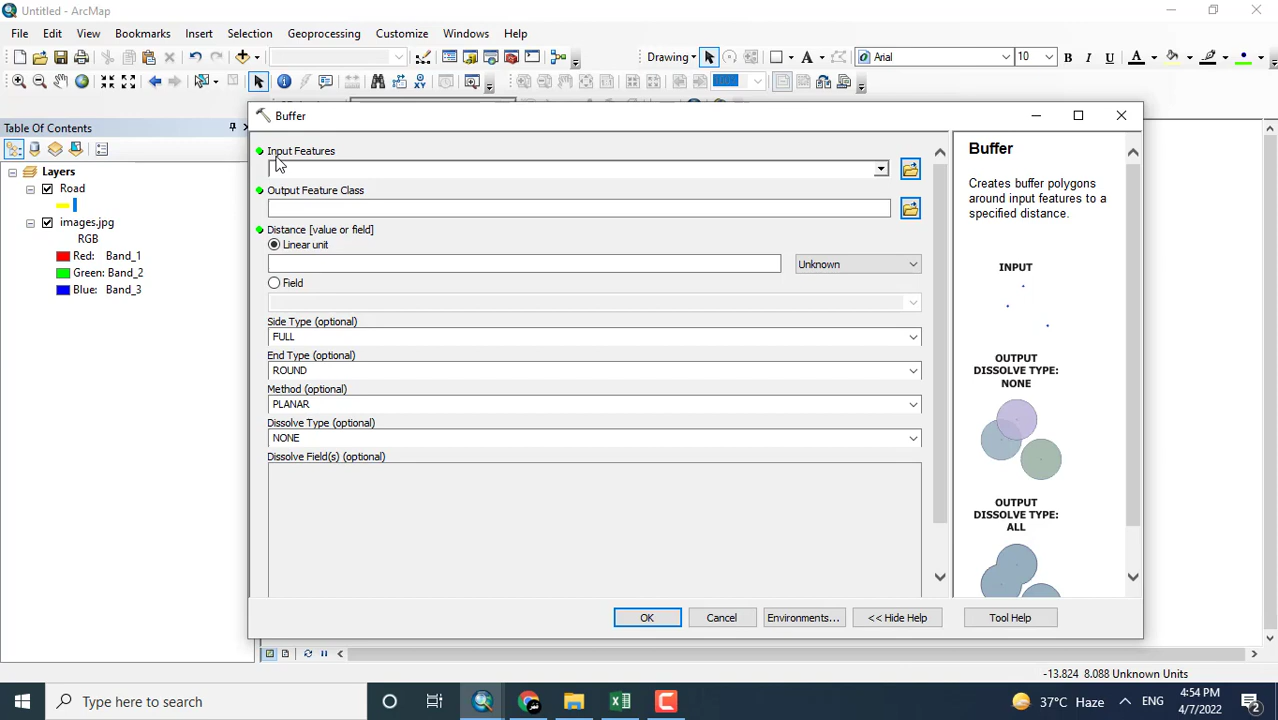 Untitled - ArcMap
File Edit View Bookmarks Insert Selection Geoprocessing Customize Windows Help
Drawing Arial 10 B I U A
Table Of Contents
Layers
Road
images.jpg
RGB
Red: Band_1
Green: Band_2
Blue: Band_3
Buffer
Input Features
Output Feature Class
Distance [value or field]
Linear unit
Unknown
Field
Side Type (optional)
FULL
End Type (optional)
ROUND
Method (optional)
PLANAR
Dissolve Type (optional)
NONE
Dissolve Field(s) (optional)
OK Cancel Environments... << Hide Help Tool Help
Buffer
Creates buffer polygons
around input features to a
specified distance.
INPUT
OUTPUT
DISSOLVE TYPE:
NONE
OUTPUT
DISSOLVE TYPE:
ALL
-13.824 8.088 Unknown Units
Type here to search
37°C Haze
ENG
4:54 PM
4/7/2022
2